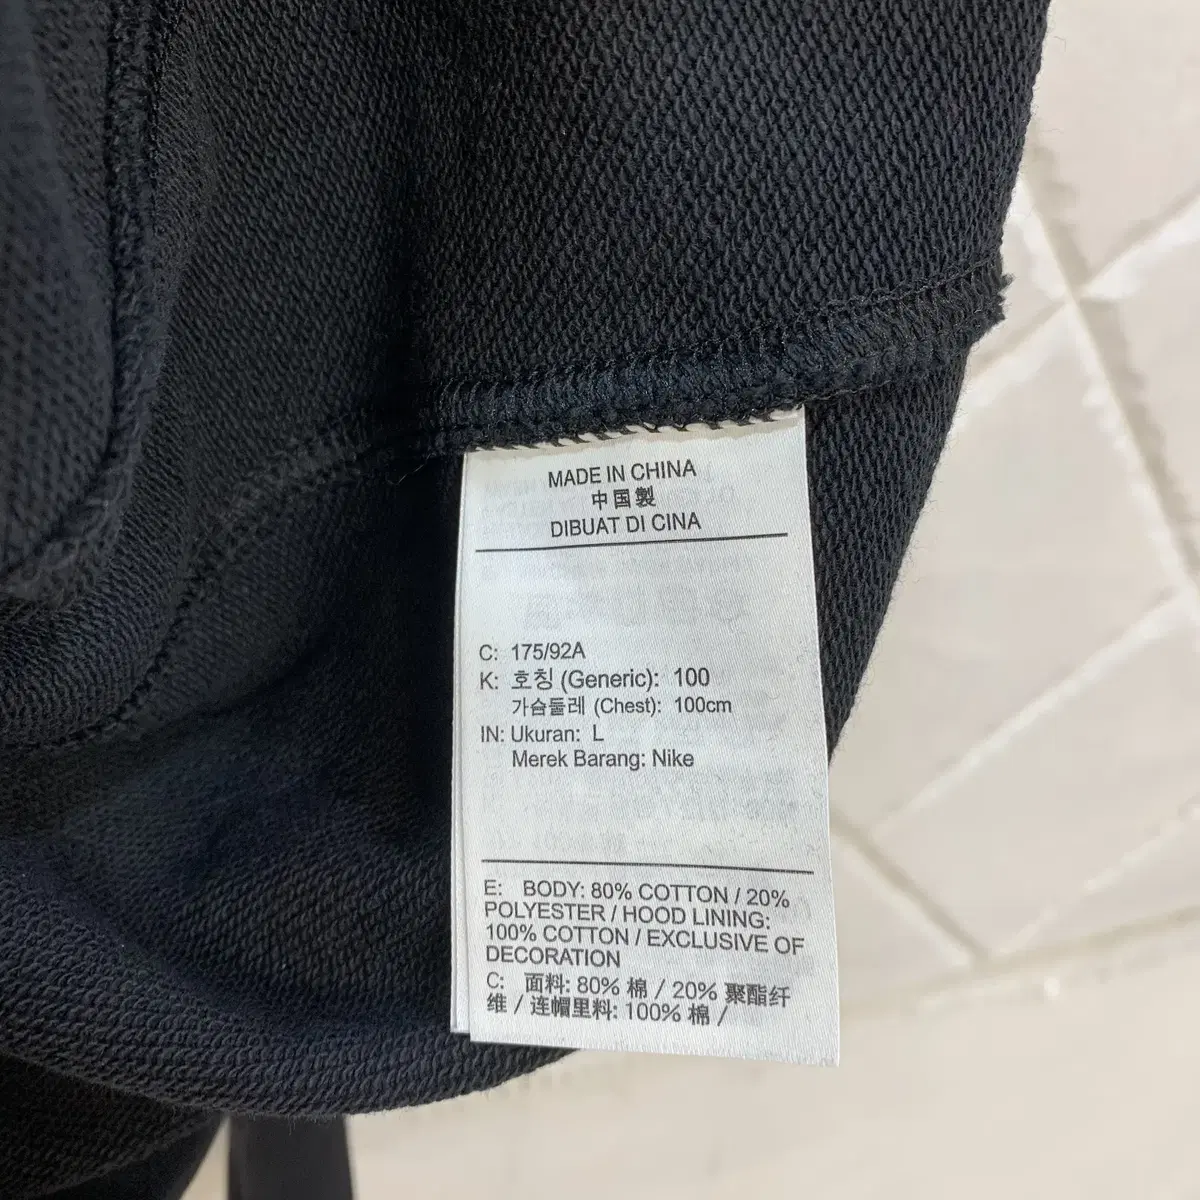 MADE IN CHINA
中国製
DIBUAT DI CINA
C: 175/92A
K: 호칭 (Generic): 100
가슴둘레 (Chest): 100cm
IN: Ukuran: L
Merek Barang: Nike
E: BODY: 80% COTTON / 20%
POLYESTER / HOOD LINING:
100% COTTON / EXCLUSIVE OF
DECORATION
C: 面料: 80% 棉 / 20% 聚酯纤
维 / 连帽里料: 100% 棉 /